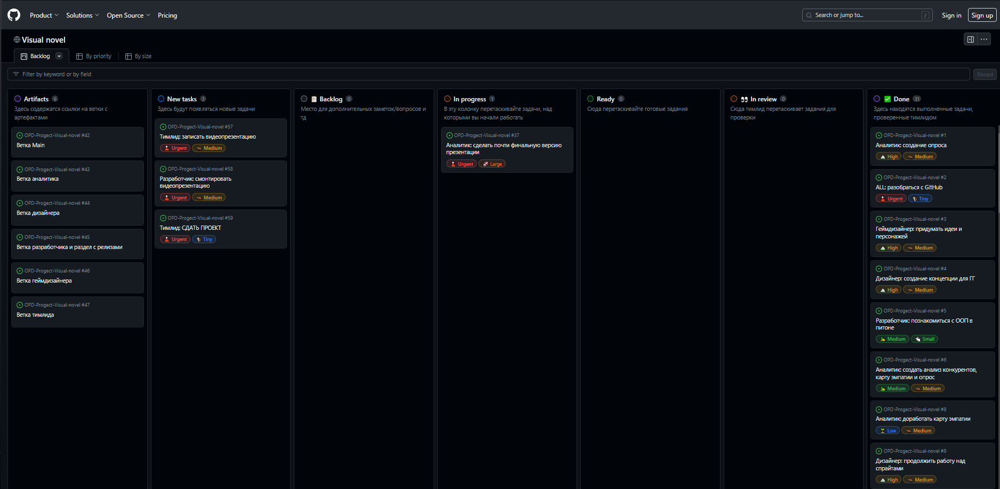 Product Solutions Open Source Pricing Search or jump to... / Sign in Sign up
Visual novel
Backlog By priority By size
Filter by keyword or by field Discard
Artifacts 6
Здесь содержатся ссылки на ветки с
артефактами
OPD-Progect-Visual-novel #42
Ветка Main
OPD-Progect-Visual-novel #43
Ветка аналитика
OPD-Progect-Visual-novel #44
Ветка дизайнера
OPD-Progect-Visual-novel #45
Ветка разработчика и раздел с релизами
OPD-Progect-Visual-novel #46
Ветка геймдизайнера
OPD-Progect-Visual-novel #47
Ветка тимлида
New tasks 3
Здесь будут появляться новые задачи
OPD-Progect-Visual-novel #57
Тимлид: записать видеопрезентацию
Urgent Medium
OPD-Progect-Visual-novel #58
Разработчик: смонтировать
видеопрезентацию
Urgent Medium
OPD-Progect-Visual-novel #59
Тимлид: СДАТЬ ПРОЕКТ
Urgent Tiny
Backlog 0
Место для дополнительных заметок/вопросов и
тд
In progress 1
В эту колонку перетаскивайте задачи, над
которыми вы начали работать
OPD-Progect-Visual-novel #37
Аналитик: сделать почти финальную версию
презентации
Urgent Large
Ready 0
Сюда перетаскивайте готовые задания
In review 0
Сюда тимлид перетаскивает задания для
проверки
Done 31
Здесь находятся выполненные задачи,
проверенные тимлидом
OPD-Progect-Visual-novel #1
Аналитик: создание опроса
High Medium
OPD-Progect-Visual-novel #2
ALL: разобраться с GitHub
Urgent Tiny
OPD-Progect-Visual-novel #3
Геймдизайнер: придумать идеи и
персонажей
High Medium
OPD-Progect-Visual-novel #4
Дизайнер: создание концепции для ГГ
High Medium
OPD-Progect-Visual-novel #5
Разработчик: познакомиться с ООП в
питоне
Medium Small
OPD-Progect-Visual-novel #6
Аналитик: создать анализ конкурентов,
карту эмпатии и опрос
Medium Medium
OPD-Progect-Visual-novel #8
Аналитик: доработать карту эмпатии
Low Medium
OPD-Progect-Visual-novel #9
Дизайнер: продолжить работу над
спрайтами
High Medium